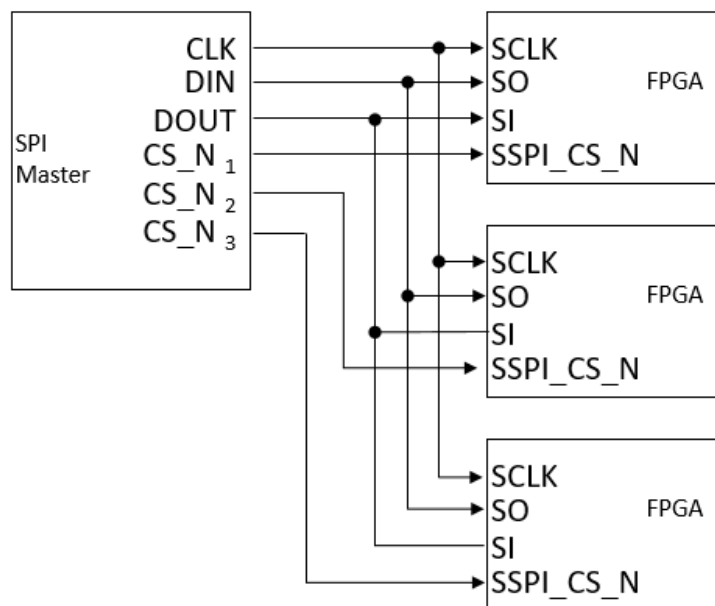 CLK
DIN
DOUT
SPI
Master
CS_N 1
CS_N 2
CS_N 3
SCLK
SO
FPGA
SI
SSPI_CS_N
SCLK
SO
FPGA
SI
SSPI_CS_N
SCLK
SO
FPGA
SI
SSPI_CS_N